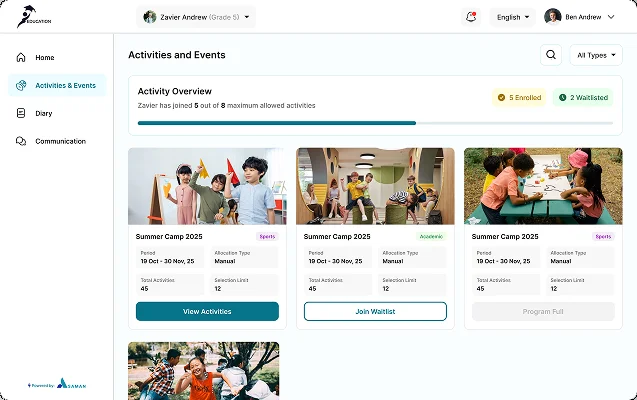 EDUCATION
Zavier Andrew (Grade 5)
English
Ben Andrew
Home
Activities & Events
Diary
Communication
Powered by:
ASAMAN
Activities and Events
All Types
Activity Overview
Zavier has joined 5 out of 8 maximum allowed activities
5 Enrolled
2 Waitlisted
Summer Camp 2025
Sports
Period
Allocation Type
19 Oct - 30 Nov, 25
Manual
Total Activities
Selection Limit
45
12
View Activities
Summer Camp 2025
Academic
Period
Allocation Type
19 Oct - 30 Nov, 25
Manual
Total Activities
Selection Limit
45
12
Join Waitlist
Summer Camp 2025
Sports
Period
Allocation Type
19 Oct - 30 Nov, 25
Manual
Total Activities
Selection Limit
45
12
Program Full